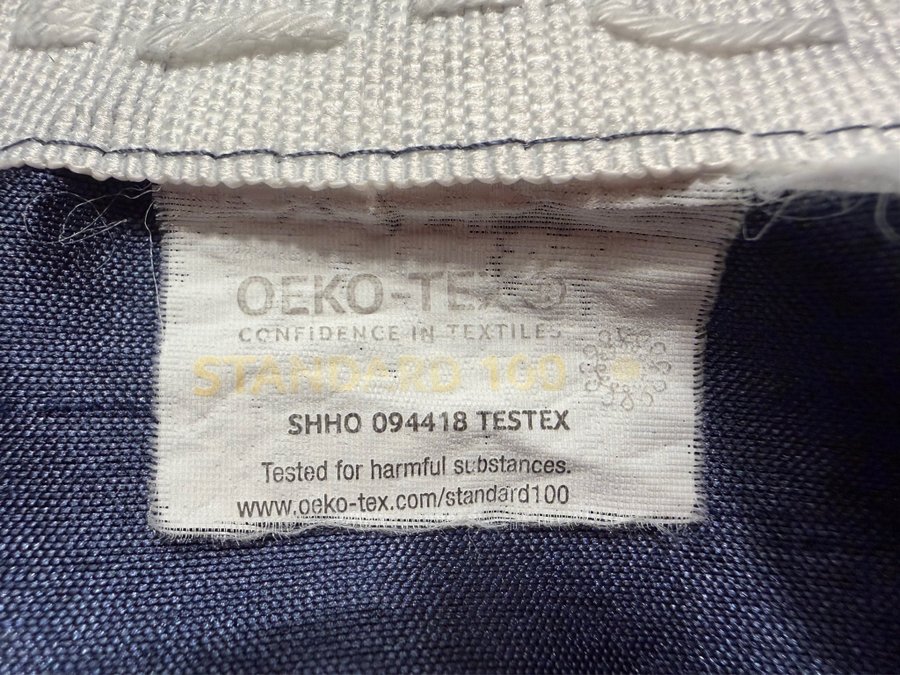 OEKO-TEX®
CONFIDENCE IN TEXTILES
STANDARD 100
SHHO 094418 TESTEX
Tested for harmful substances.
www.oeko-tex.com/standard100